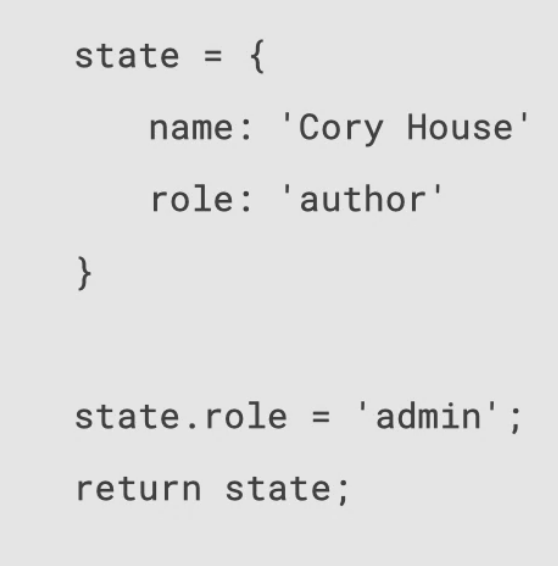 state = {
name: 'Cory House'
role: 'author'
}
state.role = 'admin';
return state;